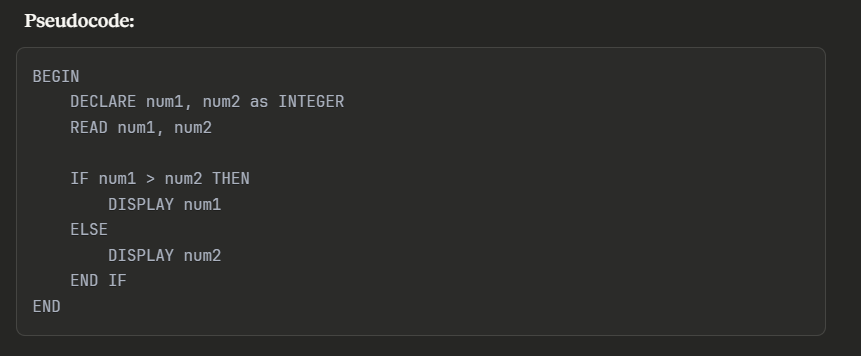 Pseudocode:
BEGIN
    DECLARE num1, num2 as INTEGER
    READ num1, num2
    IF num1 > num2 THEN
        DISPLAY num1
    ELSE
        DISPLAY num2
    END IF
END